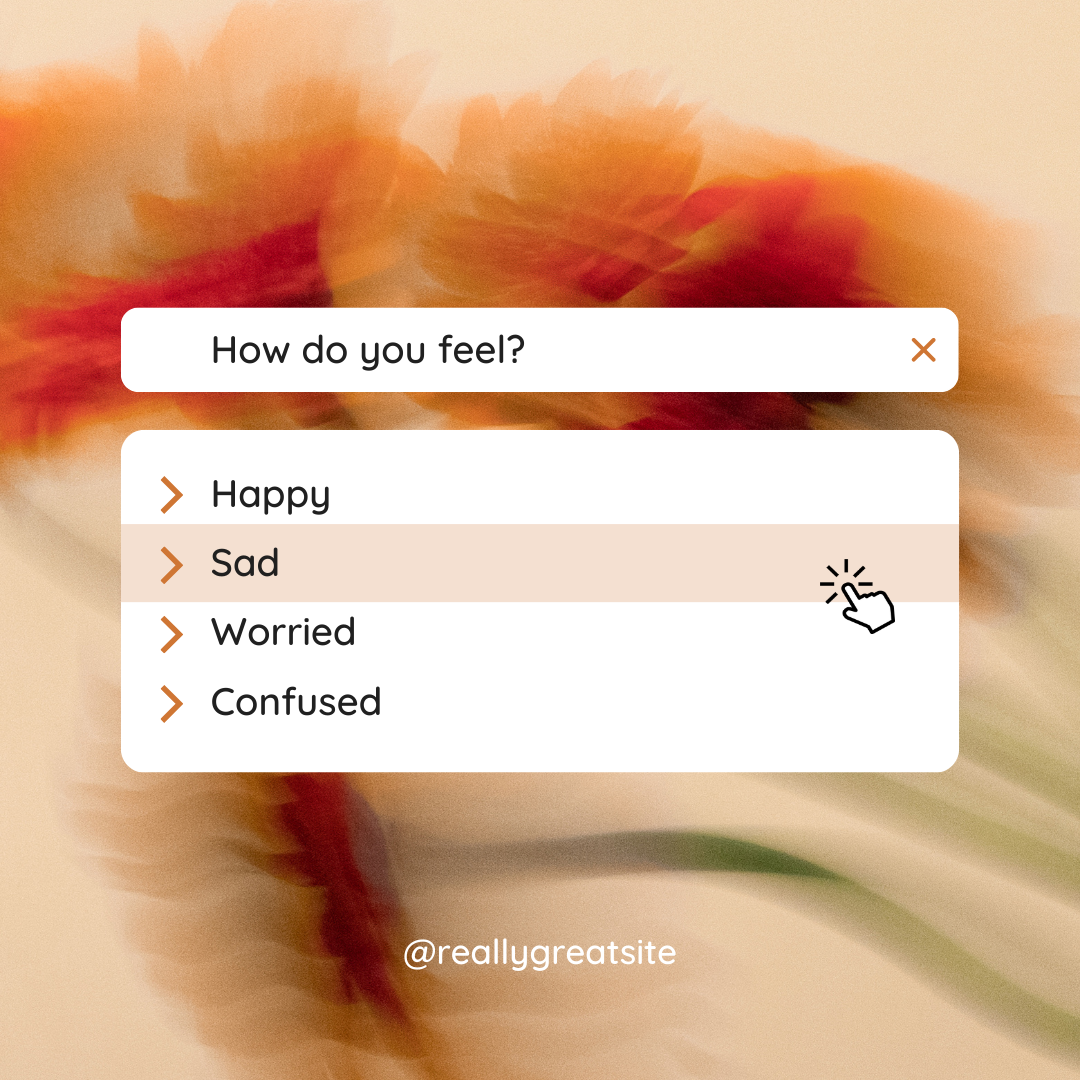 How do you feel?
Happy
Sad
Worried
Confused
@reallygreatsite